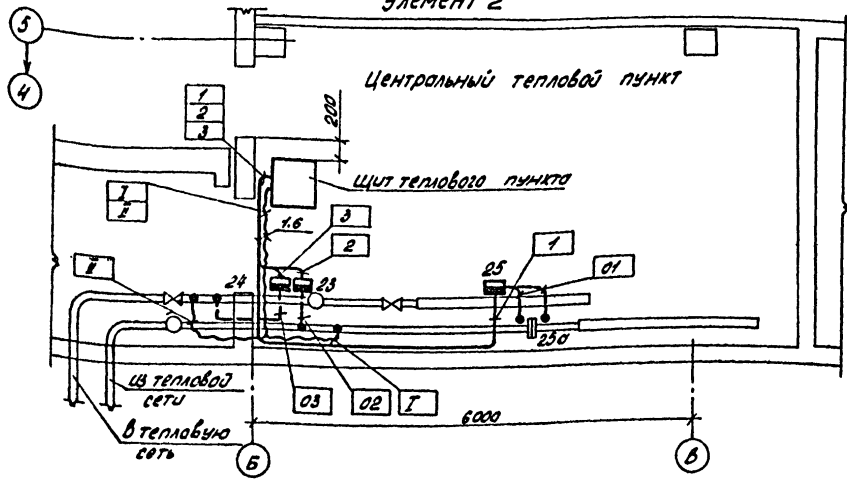 Элемент 2
5
4
Центральный тепловой пункт
1
2
3
200
Щит теплового пункта
I
II
1.6
3
2
II
24
23
25
1
01
25а
из тепловой
сети
В тепловую
сеть
03
02
I
6000
Б
В